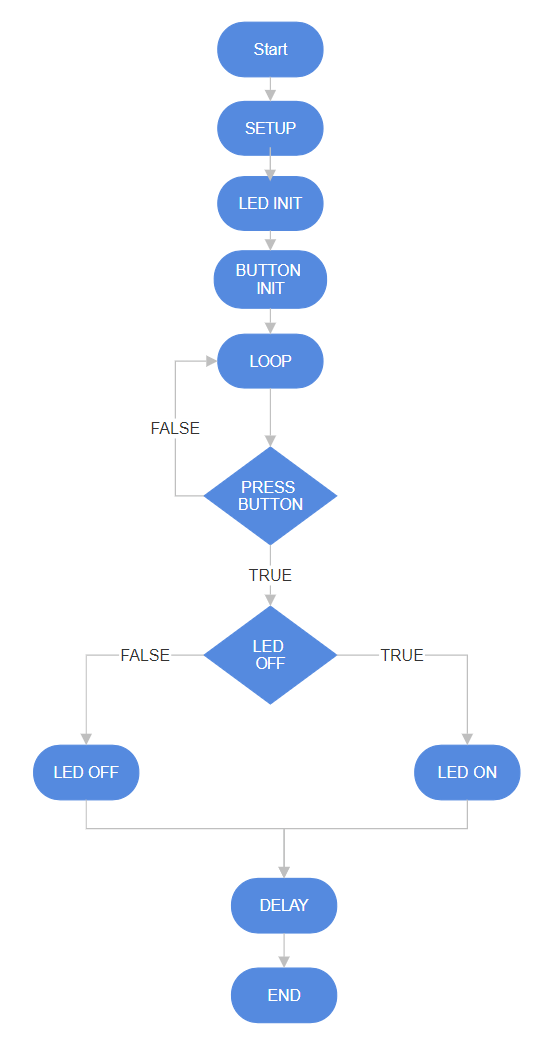 Start
SETUP
LED INIT
BUTTON
INIT
LOOP
FALSE
PRESS
BUTTON
TRUE
LED
OFF
FALSE
TRUE
LED OFF
LED ON
DELAY
END